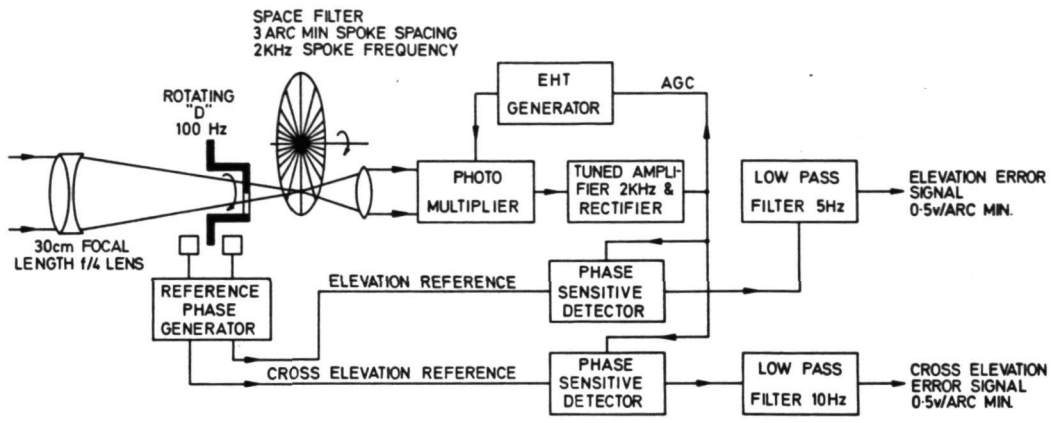 SPACE FILTER
3 ARC MIN SPOKE SPACING
2KHz SPOKE FREQUENCY
ROTATING
"D"
100 Hz
EHT
GENERATOR
AGC
PHOTO
MULTIPLIER
TUNED AMPLI-
FIER 2KHz &
RECTIFIER
LOW PASS
FILTER 5Hz
ELEVATION ERROR
SIGNAL
0·5v/ARC MIN.
30cm FOCAL
LENGTH f/4 LENS
REFERENCE
PHASE
GENERATOR
ELEVATION REFERENCE
PHASE
SENSITIVE
DETECTOR
CROSS ELEVATION REFERENCE
PHASE
SENSITIVE
DETECTOR
LOW PASS
FILTER 10Hz
CROSS ELEVATION
ERROR SIGNAL
0·5v/ARC MIN.